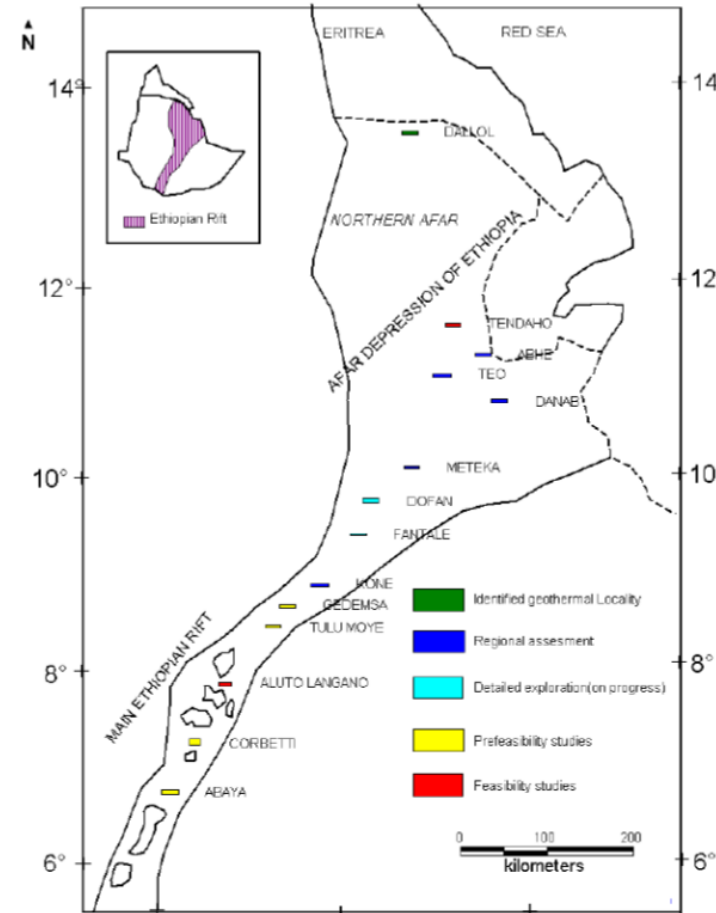 ERITREA
RED SEA
N
14°
14
Ethiopian Rift
DALLOL
NORTHERN AFAR
AFAR DEPRESSION OF ETHIOPIA
12°
12°
TENDAHO
ABHE
TEO
DANAB
10°
10°
METEKA
DOFAN
FANTALE
KONE
GEDEMSA
TULU MOYE
MAIN ETHIOPIAN RIFT
8°
8°
ALUTO LANGANO
CORBETTI
ABAYA
6°
6°
Identified geothermal Locality
Regional assesment
Detailed exploration(on progress)
Prefeasibility studies
Feasibility studies
0 100 200
kilometers